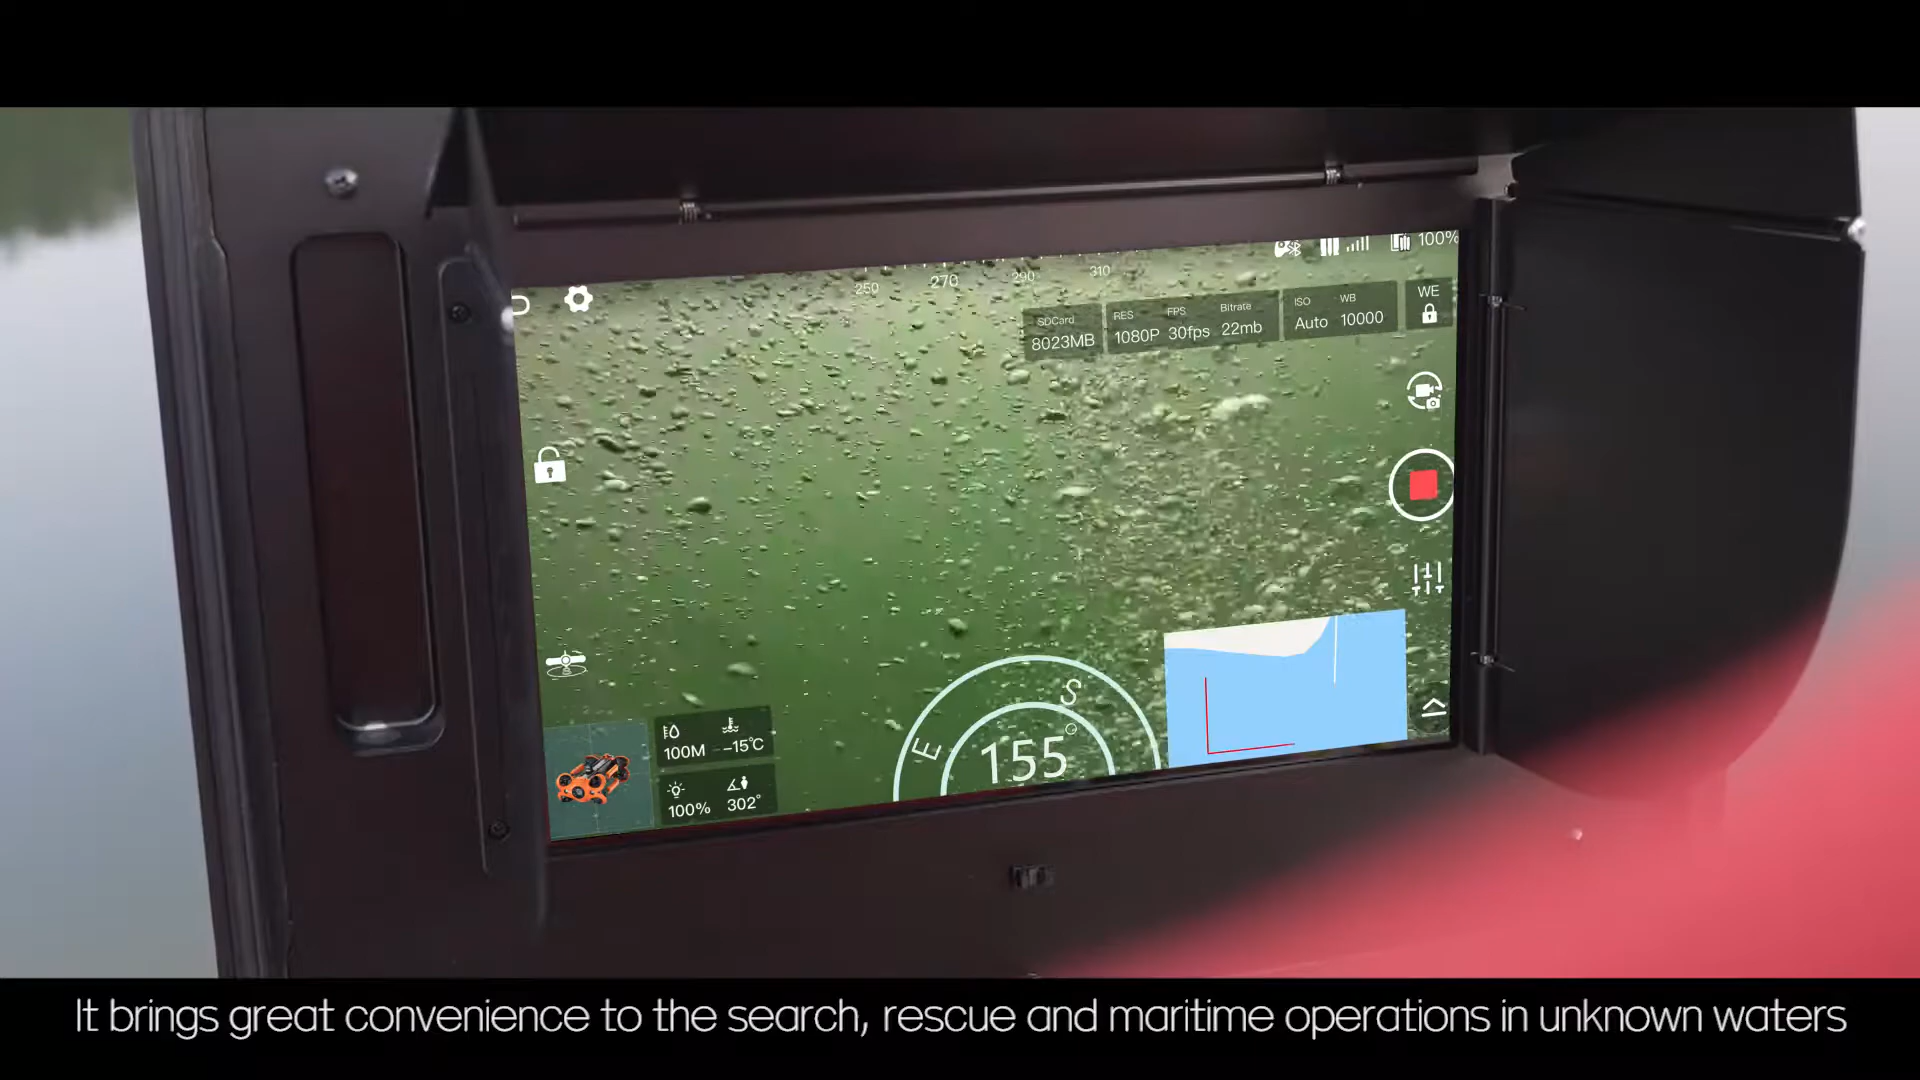 100%
250 270 290 310
SDCard RES FPS Bitrate ISO WB WE
8023MB 1080P 30fps 22mb Auto 10000
100M -15℃
100% 302°
E S
155°
It brings great convenience to the search, rescue and maritime operations in unknown waters